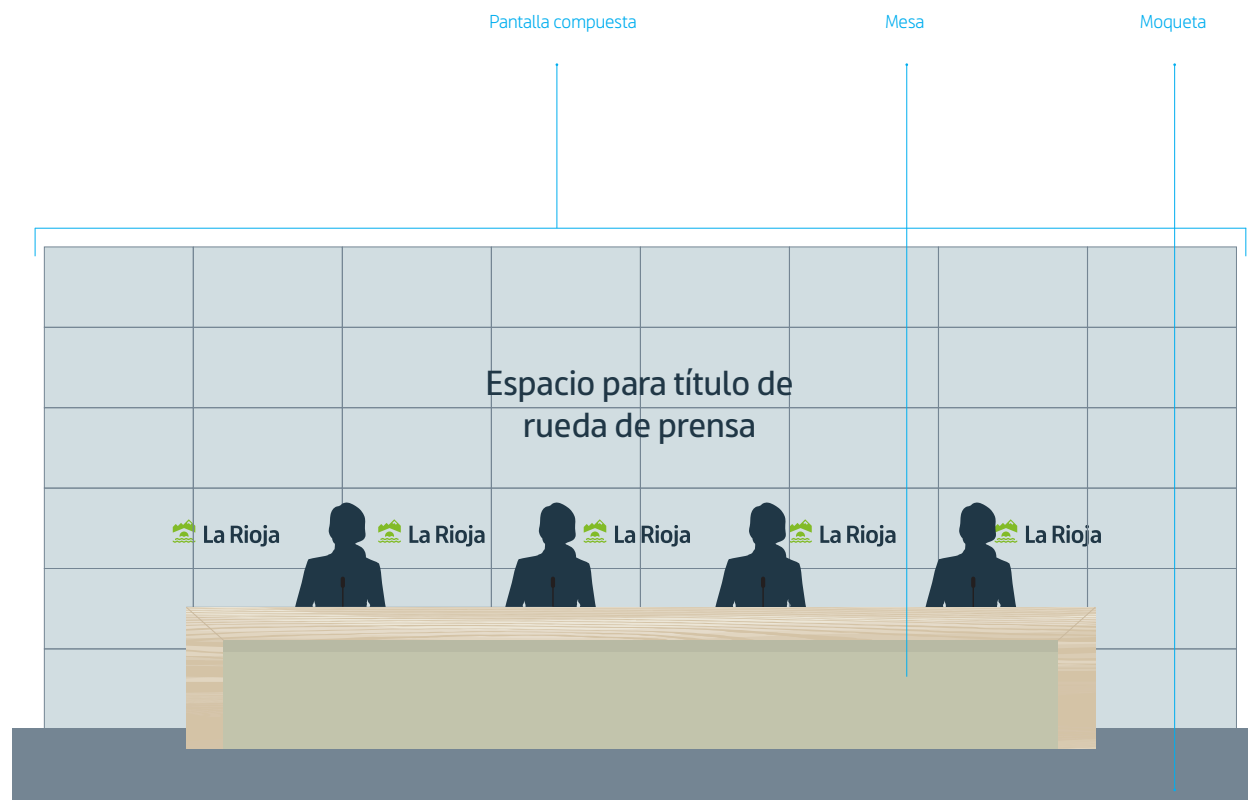 Pantalla compuesta
Mesa
Moqueta
Espacio para título de
rueda de prensa
La Rioja
La Rioja
La Rioja
La Rioja
La Rioja